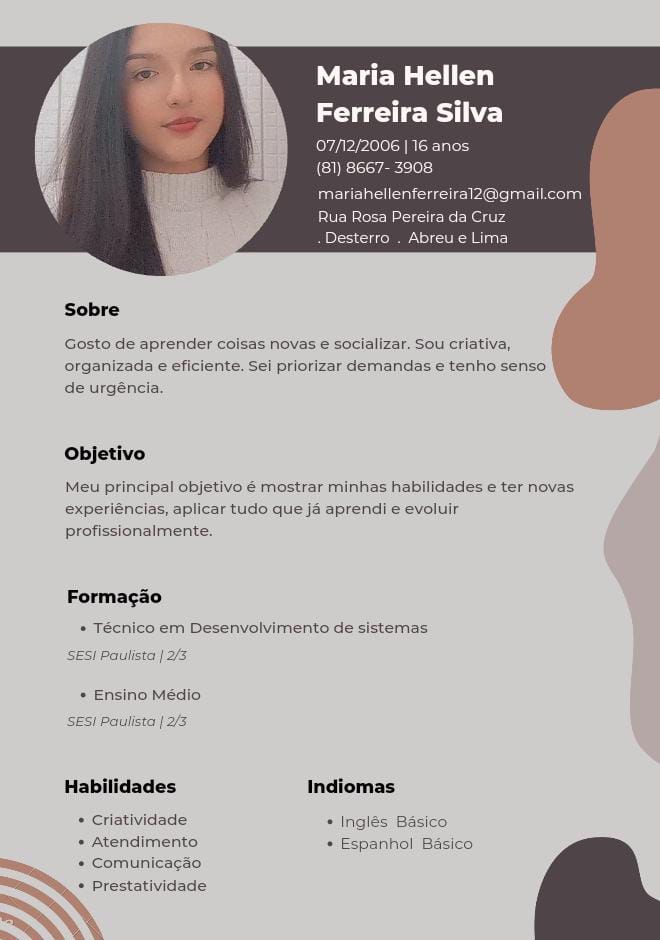 Maria Hellen
Ferreira Silva
07/12/2006 | 16 anos
(81) 8667- 3908
mariahellenferreira12@gmail.com
Rua Rosa Pereira da Cruz
. Desterro . Abreu e Lima
Sobre
Gosto de aprender coisas novas e socializar. Sou criativa,
organizada e eficiente. Sei priorizar demandas e tenho senso
de urgência.
Objetivo
Meu principal objetivo é mostrar minhas habilidades e ter novas
experiências, aplicar tudo que já aprendi e evoluir
profissionalmente.
Formação
• Técnico em Desenvolvimento de sistemas
SESI Paulista | 2/3
• Ensino Médio
SESI Paulista | 2/3
Habilidades
• Criatividade
• Atendimento
• Comunicação
• Prestatividade
Indiomas
• Inglês Básico
• Espanhol Básico